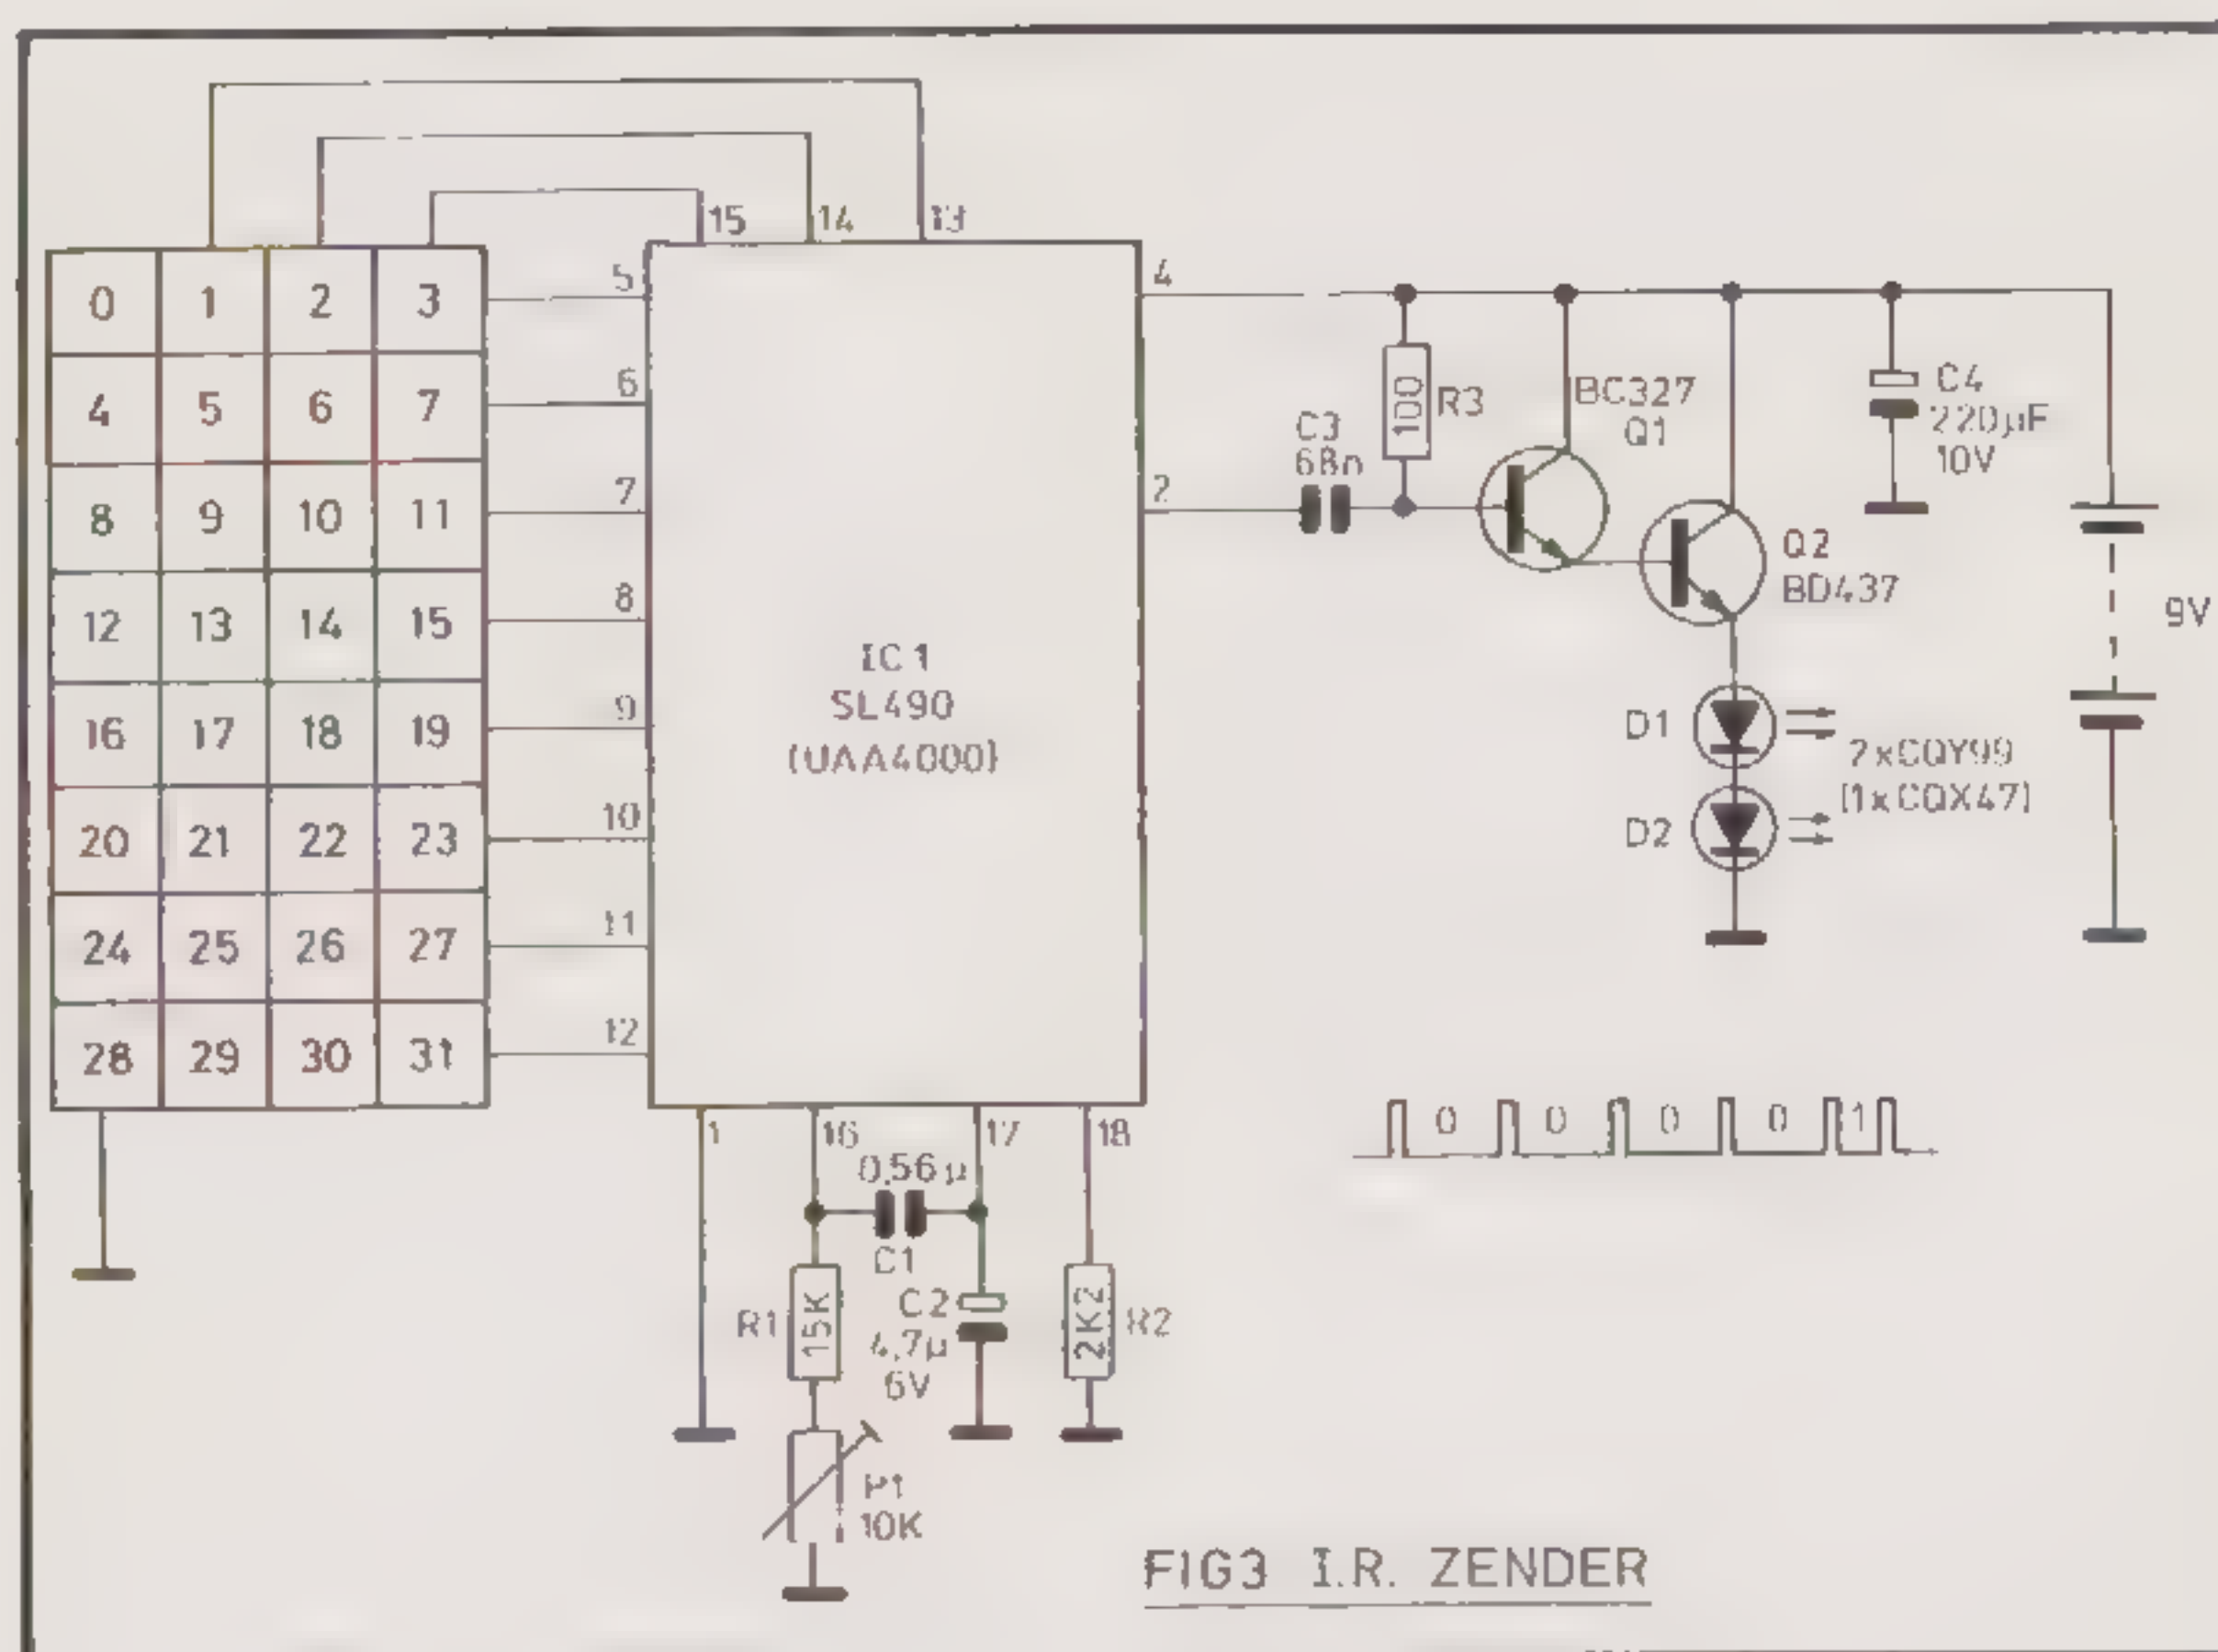 15 14 13
0 1 2 3 5 4
4 5 6 7 6
8 9 10 11 7 2
12 13 14 15 8
16 17 18 19 9
20 21 22 23 10
24 25 26 27 11
28 29 30 31 12
IC1
SL490
(UAA4000)
1 16 17 18
0,56µ
C1
R1 15K
C2
4,7µ
6V
2K2 R2
P1
10K
C3
68n
100 R3
BC327
Q1
C4
220µF
10V
Q2
BD437
9V
D1
D2
2xCQY99
(1xCQX47)
0 0 0 0 1
FIG3 I.R. ZENDER